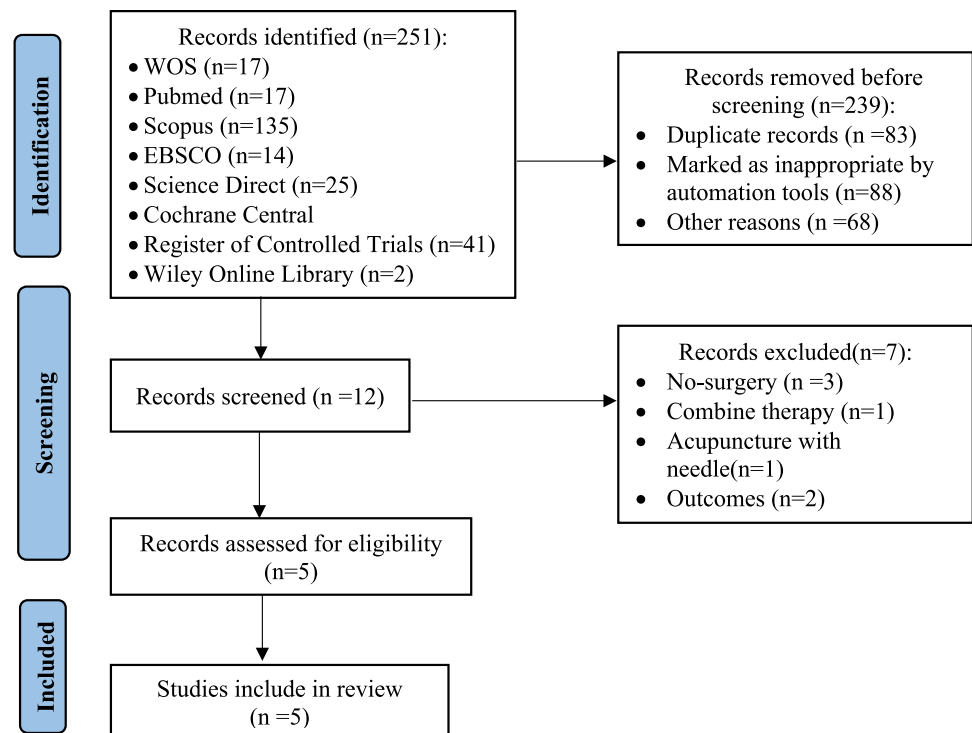 Identification
Records identified (n=251):
• WOS (n=17)
• Pubmed (n=17)
• Scopus (n=135)
• EBSCO (n=14)
• Science Direct (n=25)
• Cochrane Central
• Register of Controlled Trials (n=41)
• Wiley Online Library (n=2)
Records removed before
screening (n=239):
• Duplicate records (n =83)
• Marked as inappropriate by
automation tools
(n=88)
• Other reasons (n =68)
Screening
Records screened (n =12)
Records excluded(n=7):
• No-surgery (n =3)
• Combine therapy (n=1)
• Acupuncture with
needle(n=1)
• Outcomes (n=2)
Records assessed for eligibility
(n=5)
Included
Studies include in review
(n =5)